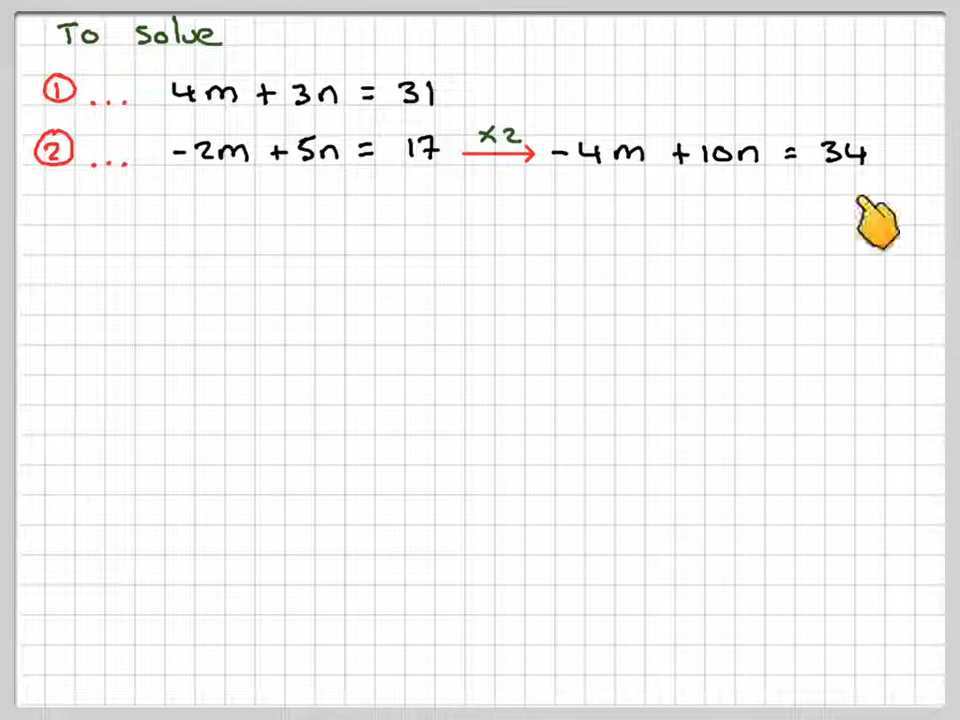 To solve
① ... 4m + 3n = 31
② ... -2m + 5n = 17 ×2 → -4m + 10n = 34